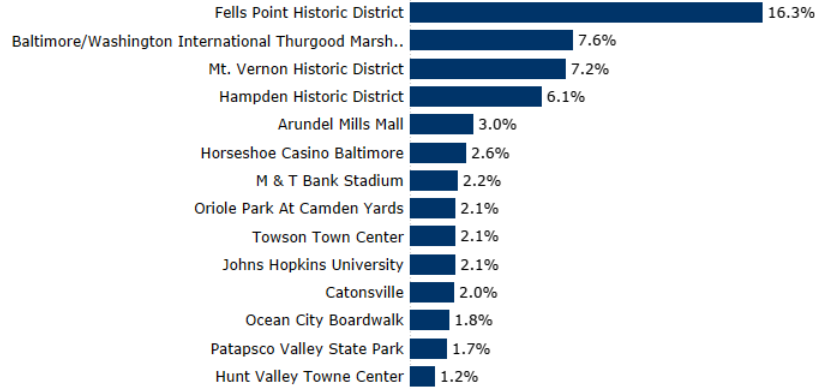 Fells Point Historic District 16.3%
Baltimore/Washington International Thurgood Marsh.. 7.6%
Mt. Vernon Historic District 7.2%
Hampden Historic District 6.1%
Arundel Mills Mall 3.0%
Horseshoe Casino Baltimore 2.6%
M & T Bank Stadium 2.2%
Oriole Park At Camden Yards 2.1%
Towson Town Center 2.1%
Johns Hopkins University 2.1%
Catonsville 2.0%
Ocean City Boardwalk 1.8%
Patapsco Valley State Park 1.7%
Hunt Valley Towne Center 1.2%